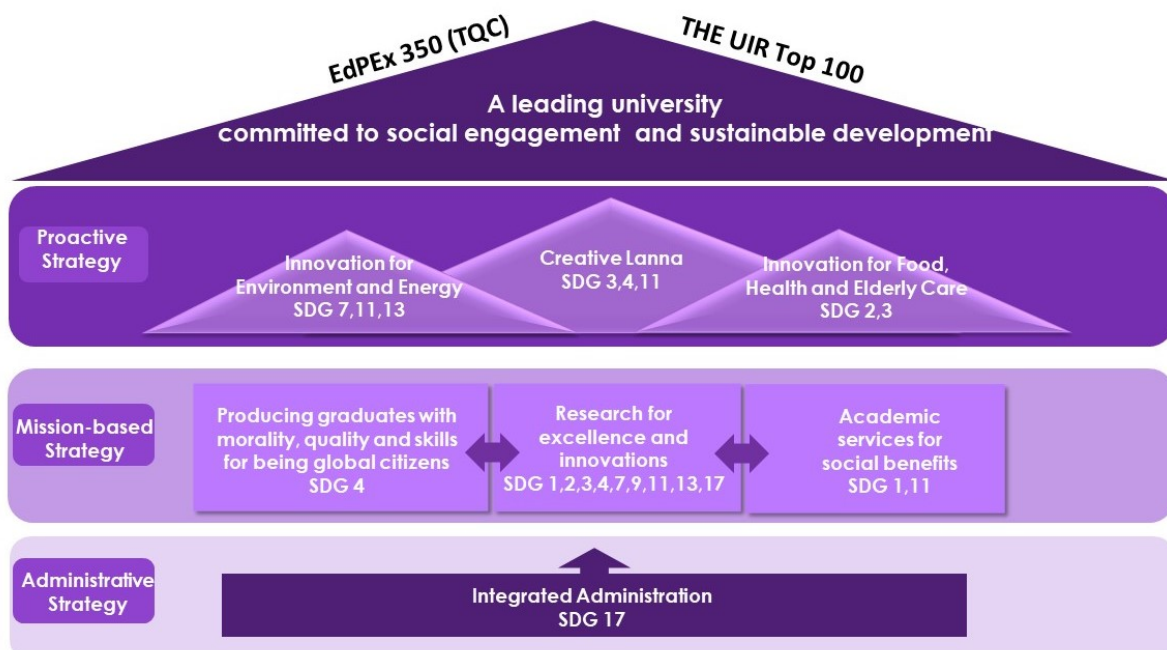 EdPEx 350 (TQC)
THE UIR Top 100
A leading university
committed to social engagement and sustainable development
Proactive
Strategy
Innovation for
Environment and Energy
SDG 7,11,13
Creative Lanna
SDG 3,4,11
Innovation for Food,
Health and Elderly Care
SDG 2,3
Mission-based
Strategy
Producing graduates with
morality, quality and skills
for being global citizens
SDG 4
Research for
excellence and
innovations
SDG 1,2,3,4,7,9,11,13,17
Academic
services for
social benefits
SDG 1,11
Administrative
Strategy
Integrated Administration
SDG 17